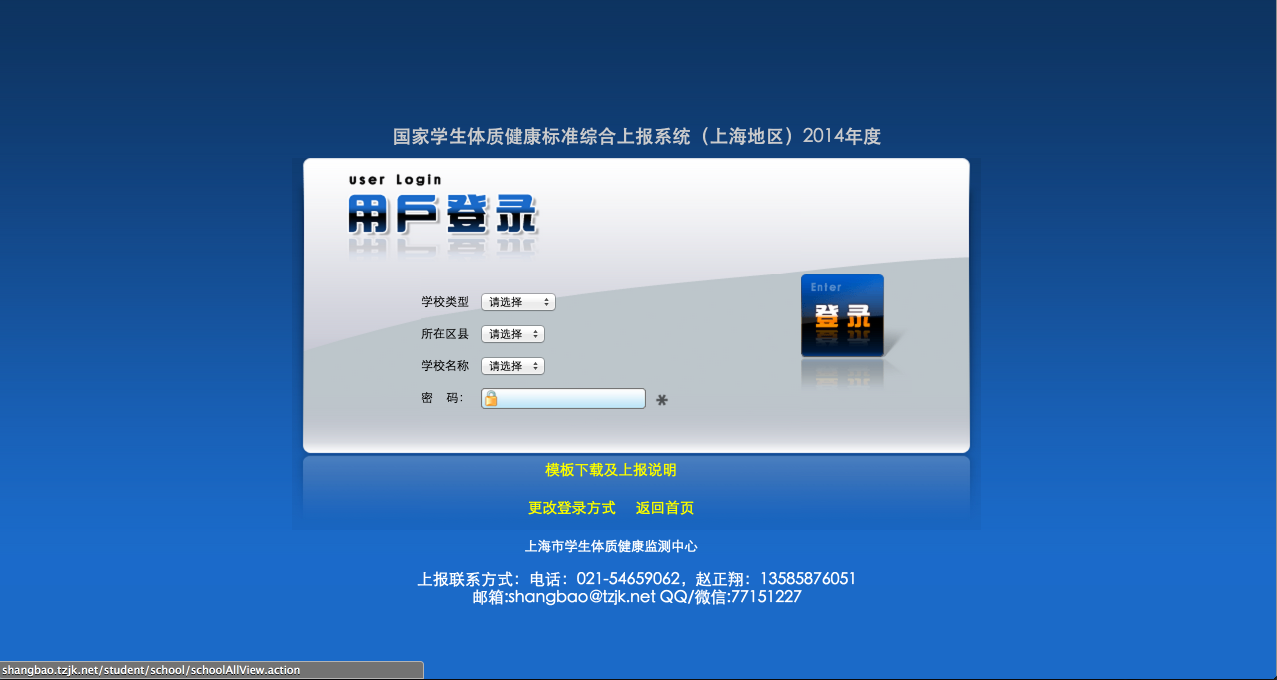 国家学生体质健康标准综合上报系统（上海地区）2014年度
user Login
用戶登录
学校类型 请选择
Enter
登录
所在区县 请选择
学校名称 请选择
密 码： *
模板下载及上报说明
更改登录方式 返回首页
上海市学生体质健康监测中心
上报联系方式：电话：021-54659062，赵正翔：13585876051
邮箱:shangbao@tzjk.net QQ/微信:77151227
shangbao.tzjk.net/student/school/schoolAllView.action